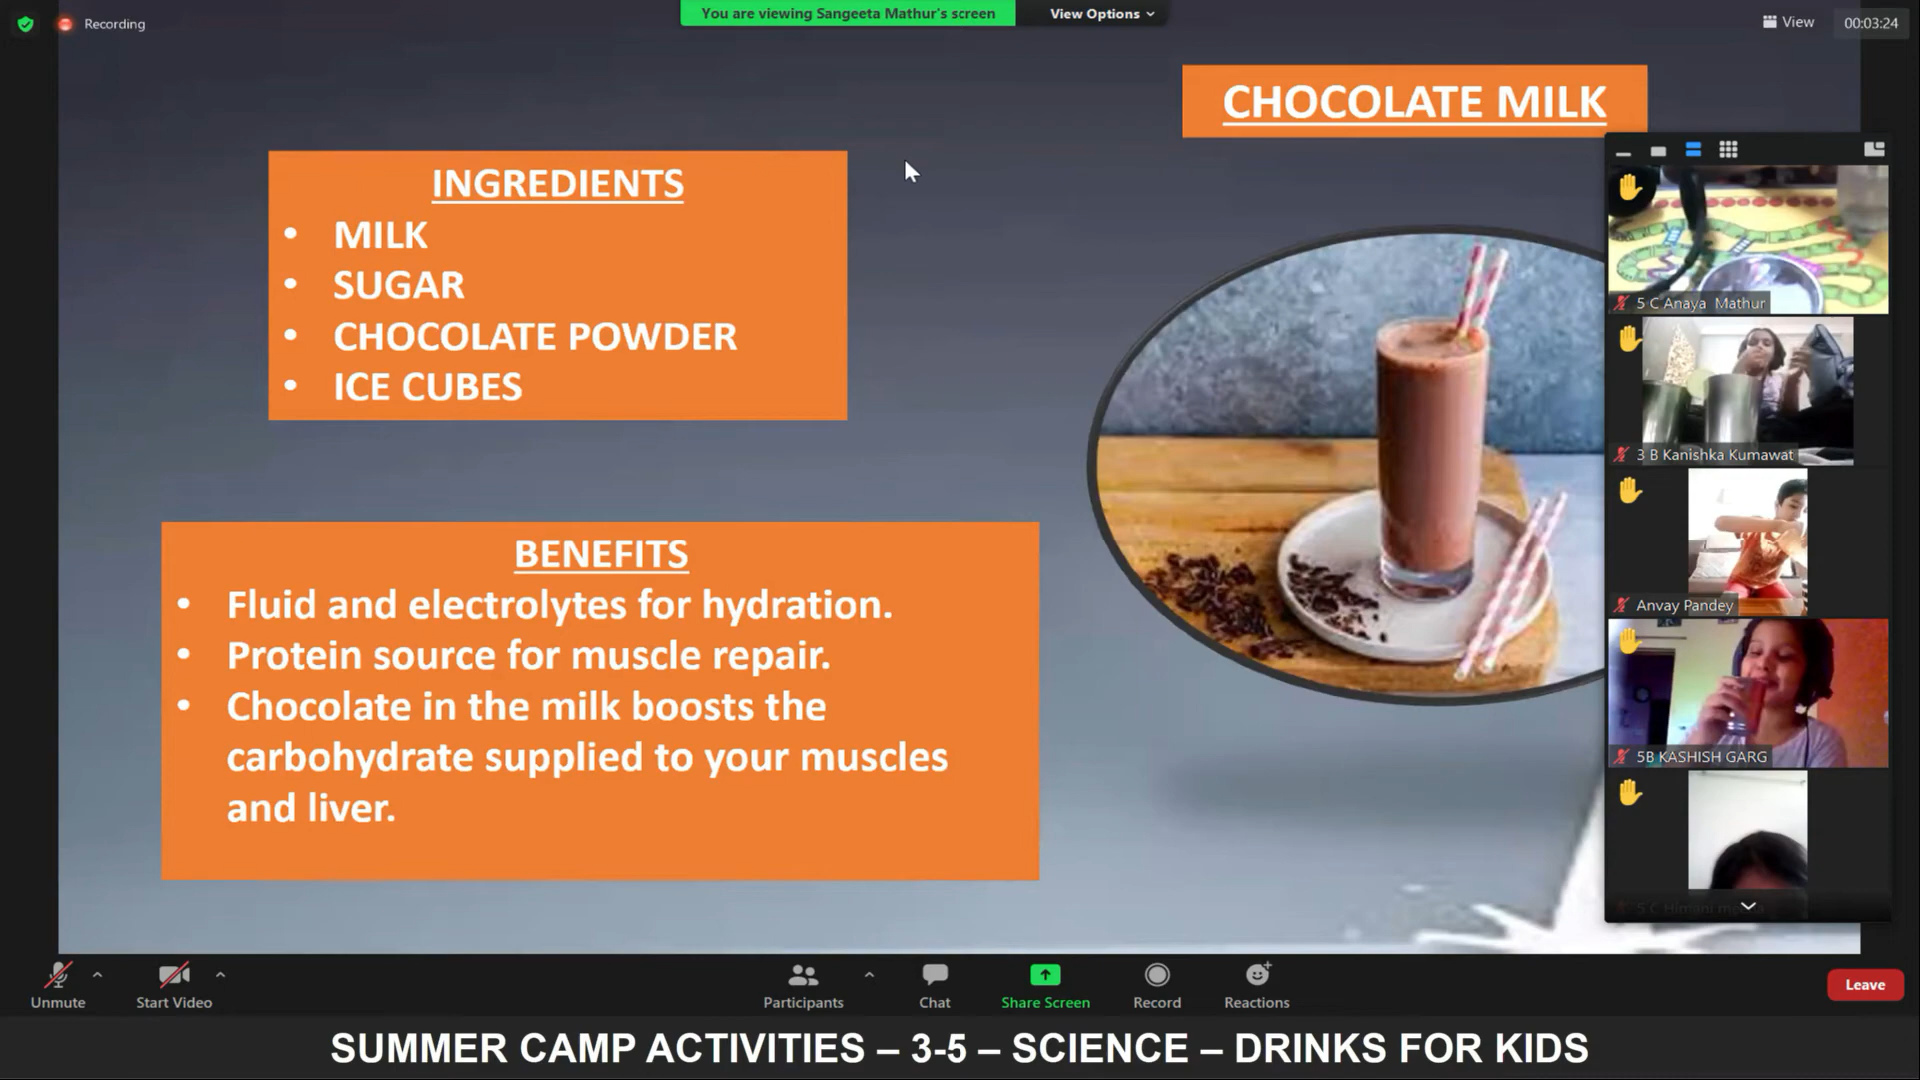 Recording
You are viewing Sangeeta Mathur's screen
View Options
View
00:03:24
CHOCOLATE MILK
INGREDIENTS
• MILK
• SUGAR
• CHOCOLATE POWDER
• ICE CUBES
BENEFITS
• Fluid and electrolytes for hydration.
• Protein source for muscle repair.
• Chocolate in the milk boosts the
carbohydrate supplied to your muscles
and liver.
5 C Anaya Mathur
3 B Kanishka Kumawat
Anvay Pandey
5B KASHISH GARG
5 C Himani
Unmute
Start Video
Participants
Chat
Share Screen
Record
Reactions
Leave
SUMMER CAMP ACTIVITIES – 3-5 – SCIENCE – DRINKS FOR KIDS